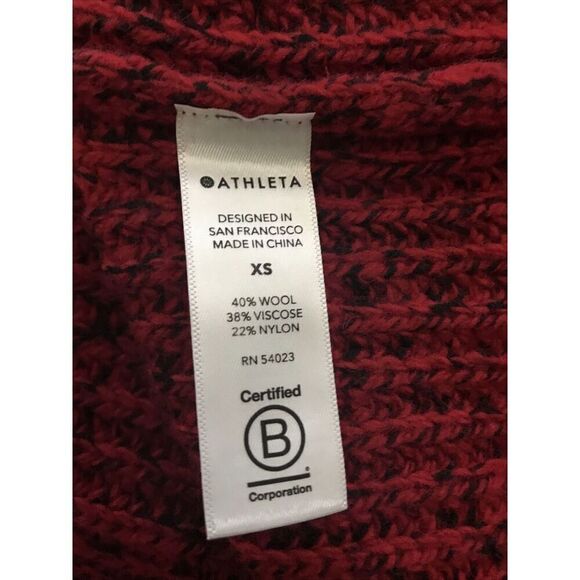 ATHLETA
DESIGNED IN
SAN FRANCISCO
MADE IN CHINA
XS
40% WOOL
38% VISCOSE
22% NYLON
RN 54023
Certified
B
Corporation